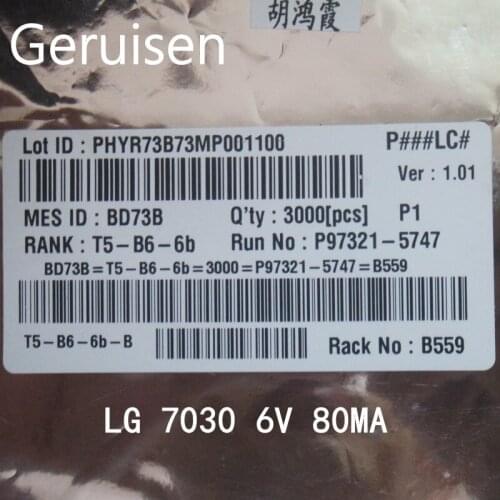 胡鸿霞
Geruisen
Lot ID : PHYR73B73MP001100
P###LC#
Ver : 1.01
MES ID : BD73B Q'ty : 3000[pcs] P1
RANK : T5-B6-6b Run No : P97321-5747
BD73B=T5-B6-6b=3000=P97321-5747=B559
T5-B6-6b-B
Rack No : B559
LG 7030 6V 80MA